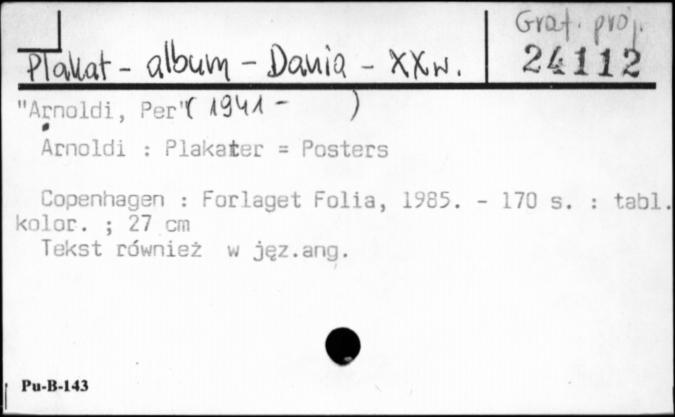 Graf. proj.
Plakat - album - Dania - XXw.
24112
"Arnoldi, Per" (1941 -       )
Arnoldi : Plakater = Posters
Copenhagen : Forlaget Folia, 1985. - 170 s. : tabl.
kolor. ; 27 cm
Tekst również w jęz.ang.
Pu-B-143